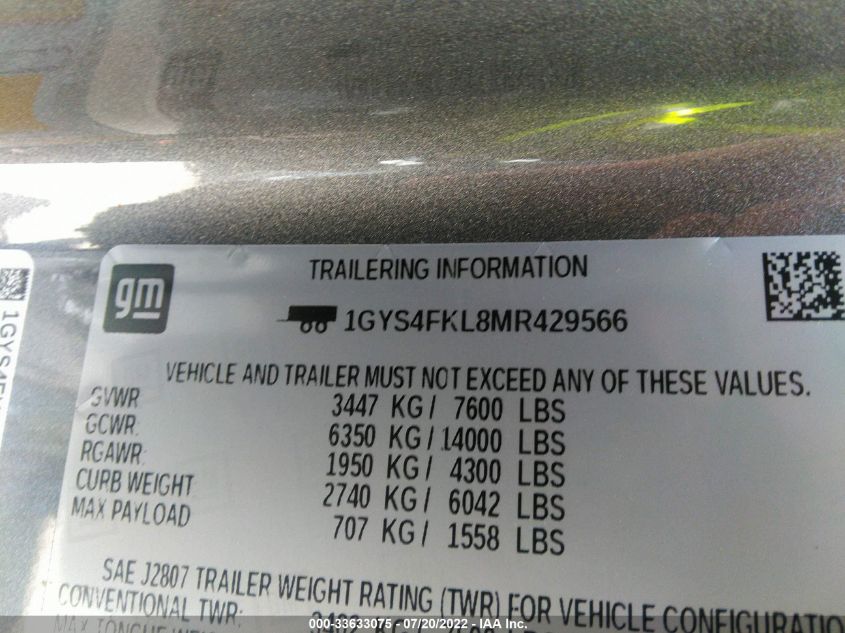 gm
TRAILERING INFORMATION
1GYS4FKL8MR429566
VEHICLE AND TRAILER MUST NOT EXCEED ANY OF THESE VALUES.
GVWR 3447 KG/ 7600 LBS
GCWR: 6350 KG/ 14000 LBS
RGAWR: 1950 KG/ 4300 LBS
CURB WEIGHT 2740 KG/ 6042 LBS
MAX PAYLOAD 707 KG/ 1558 LBS
SAE J2807 TRAILER WEIGHT RATING (TWR) FOR VEHICLE CONFIGURATION
CONVENTIONAL TWR:
1GYS4F
000-33633075 - 07/20/2022 - IAA Inc.